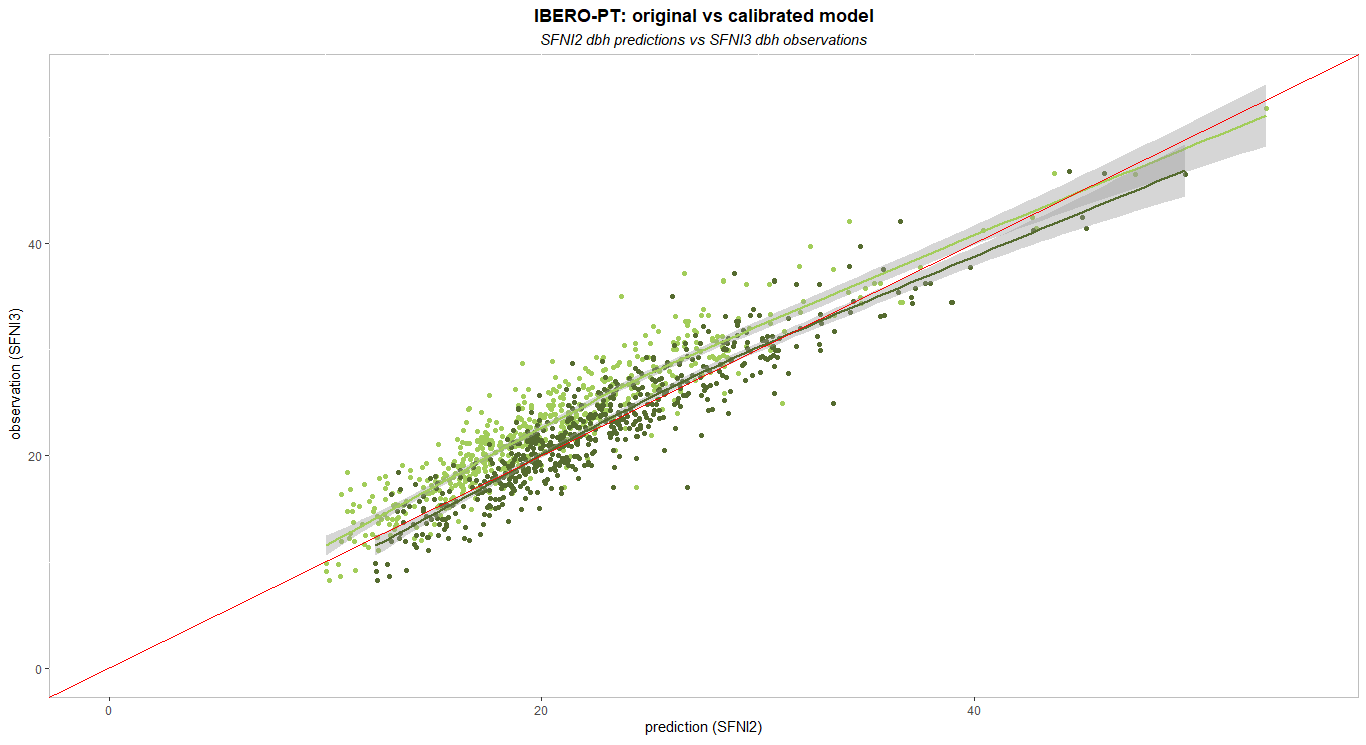 IBERO-PT: original vs calibrated model
SFNI2 dbh predictions vs SFNI3 dbh observations
observation (SFNI3)
40
20
0
0
20
40
prediction (SFNI2)